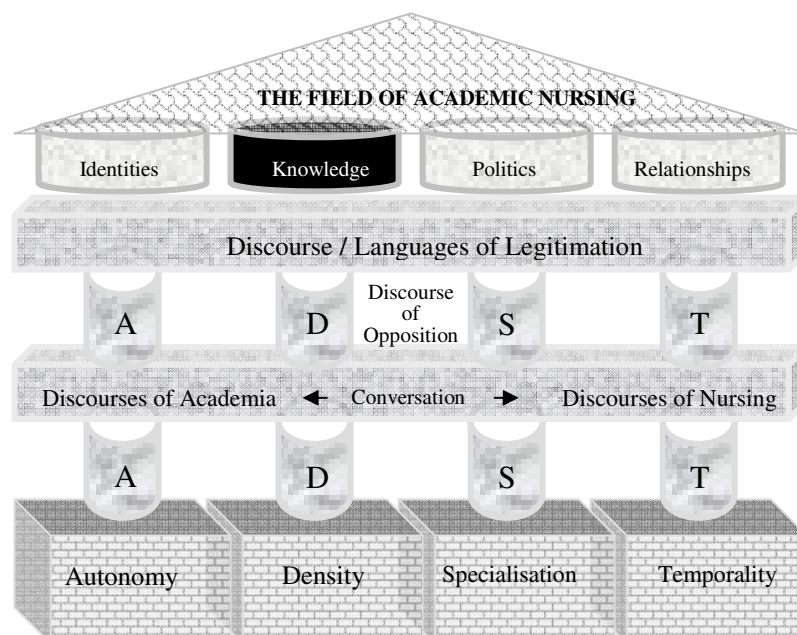 THE FIELD OF ACADEMIC NURSING
Identities
Knowledge
Politics
Relationships
Discourse / Languages of Legitimation
A
D
Discourse
of
Opposition
S
T
Discourses of Academia
Conversation
Discourses of Nursing
A
D
S
T
Autonomy
Density
Specialisation
Temporality